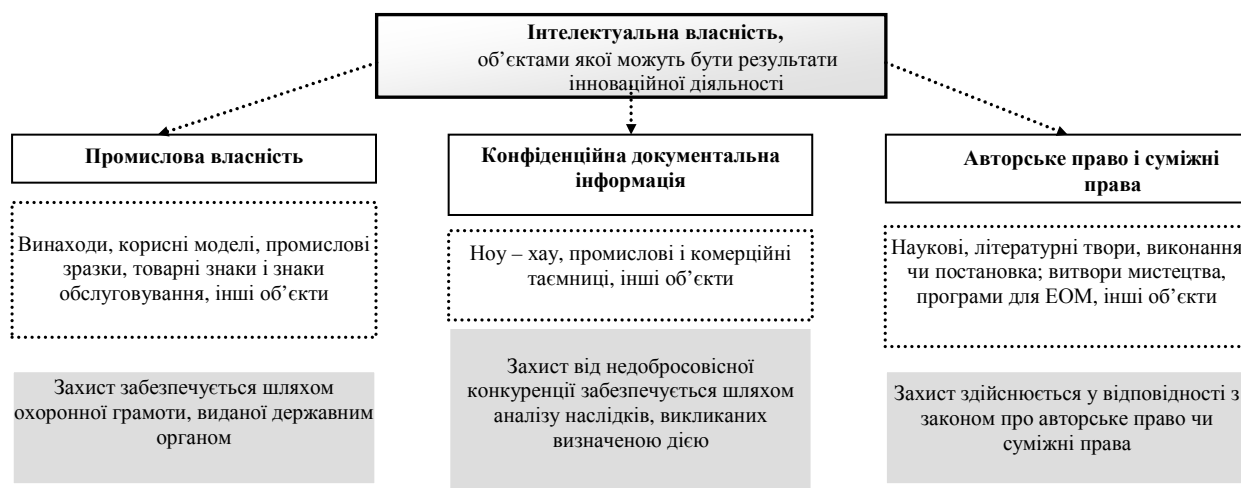 Інтелектуальна власність,
об’єктами якої можуть бути результати
інноваційної діяльності
Промислова власність
Винаходи, корисні моделі, промислові
зразки, товарні знаки і знаки
обслуговування, інші об’єкти
Захист забезпечується шляхом
охоронної грамоти, виданої державним
органом
Конфіденційна документальна
інформація
Ноу – хау, промислові і комерційні
таємниці, інші об’єкти
Захист від недобросовісної
конкуренції забезпечується шляхом
аналізу наслідків, викликаних
визначеною дією
Авторське право і суміжні
права
Наукові, літературні твори, виконання
чи постановка; витвори мистецтва,
програми для ЕОМ, інші об’єкти
Захист здійснюється у відповідності з
законом про авторське право чи
суміжні права